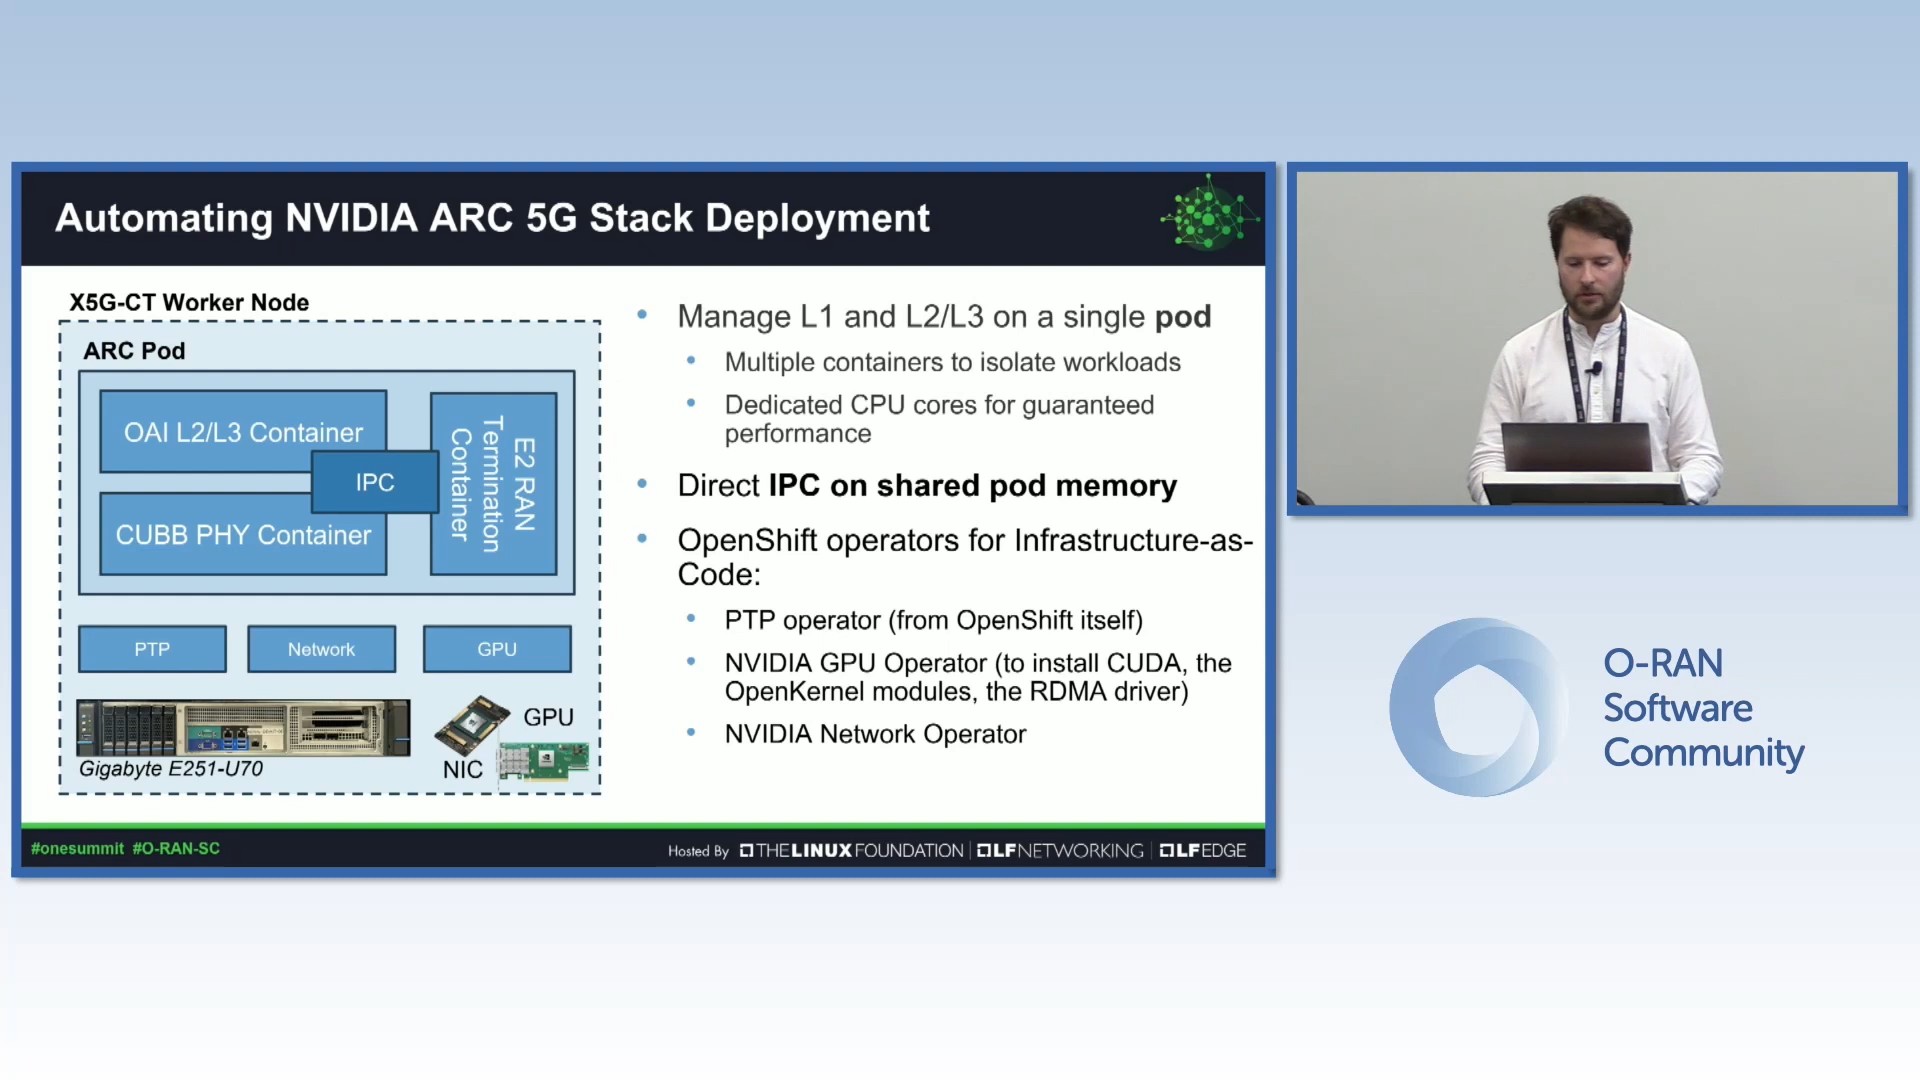 Automating NVIDIA ARC 5G Stack Deployment
X5G-CT Worker Node
ARC Pod
OAI L2/L3 Container
IPC
CUBB PHY Container
E2 RAN
Termination
Container
PTP
Network
GPU
GPU
NIC
Gigabyte E251-U70
Manage L1 and L2/L3 on a single pod
Multiple containers to isolate workloads
Dedicated CPU cores for guaranteed
performance
Direct IPC on shared pod memory
OpenShift operators for Infrastructure-as-
Code:
PTP operator (from OpenShift itself)
NVIDIA GPU Operator (to install CUDA, the
OpenKernel modules, the RDMA driver)
NVIDIA Network Operator
#onesummit #O-RAN-SC
Hosted By THE LINUX FOUNDATION | LFNETWORKING | LFEDGE
O-RAN
Software
Community